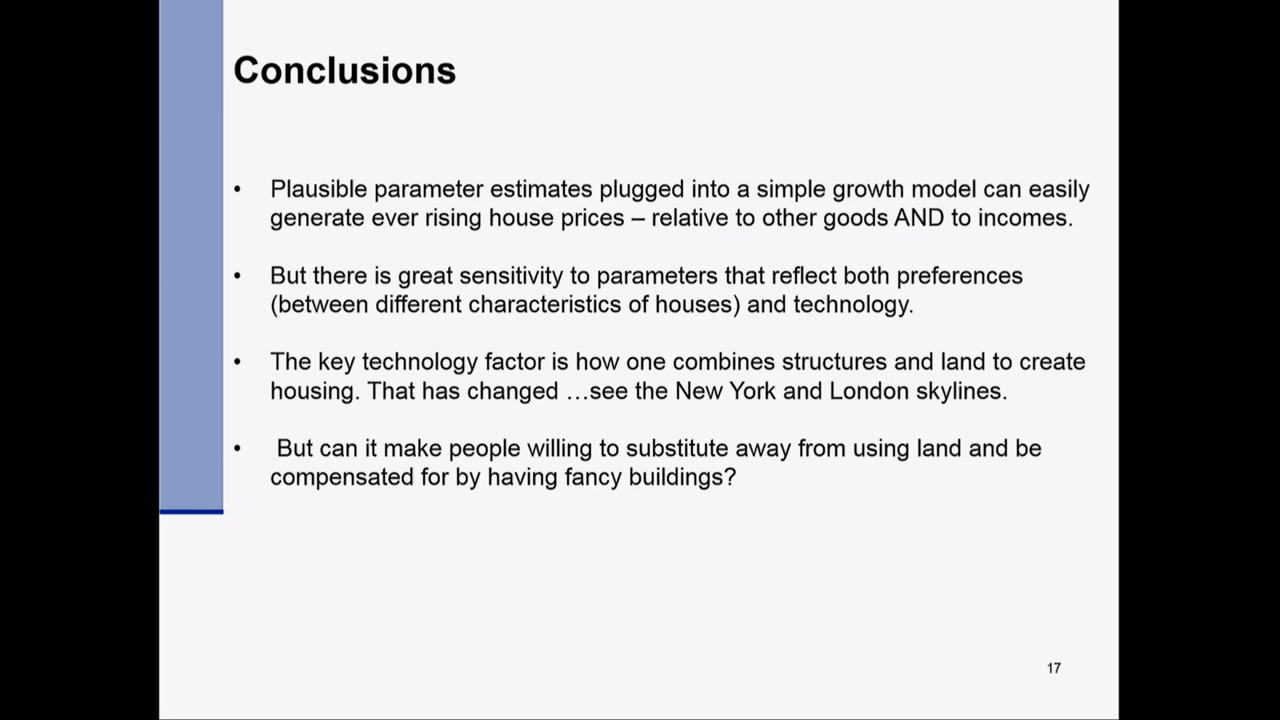 Conclusions
• Plausible parameter estimates plugged into a simple growth model can easily
generate ever rising house prices – relative to other goods AND to incomes.
• But there is great sensitivity to parameters that reflect both preferences
(between different characteristics of houses) and technology.
• The key technology factor is how one combines structures and land to create
housing. That has changed …see the New York and London skylines.
• But can it make people willing to substitute away from using land and be
compensated for by having fancy buildings?
17